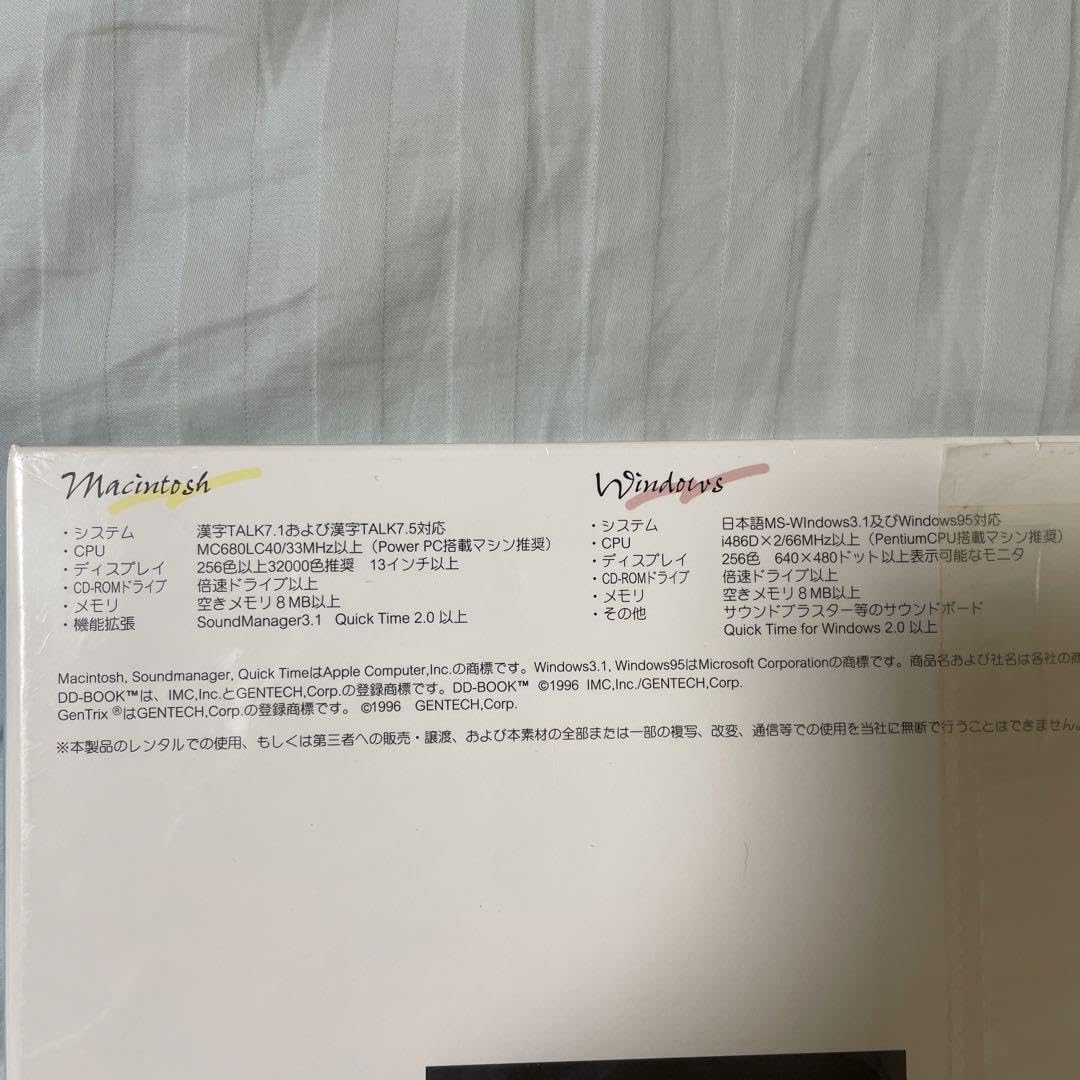 Macintosh
・システム 漢字TALK7.1および漢字TALK7.5対応
・CPU MC680LC40/33MHz以上（Power PC搭載マシン推奨）
・ディスプレイ 256色以上32000色推奨 13インチ以上
・CD-ROMドライブ 倍速ドライブ以上
・メモリ 空きメモリ８MB以上
・機能拡張 SoundManager3.1 Quick Time 2.0 以上
Windows
・システム 日本語MS-WIndows3.1及びWindows95対応
・CPU i486D×2/66MHz以上（PentiumCPU搭載マシン推奨）
・ディスプレイ 256色 640×480ドット以上表示可能なモニタ
・CD-ROMドライブ 倍速ドライブ以上
・メモリ 空きメモリ８MB以上
・その他 サウンドブラスター等のサウンドボード
Quick Time for Windows 2.0 以上
Macintosh, Soundmanager, Quick TimeはApple Computer,Inc.の商標です。Windows3.1, Windows95はMicrosoft Corporationの商標です。商品名および社名は各社の商
DD-BOOK™は、IMC,Inc.とGENTECH,Corp.の登録商標です。DD-BOOK™ ©1996 IMC,Inc./GENTECH,Corp.
GenTrix ®はGENTECH,Corp.の登録商標です。 ©1996 GENTECH,Corp.
※本製品のレンタルでの使用、もしくは第三者への販売・譲渡、および本素材の全部または一部の複写、改変、通信等での使用を当社に無断で行うことはできません。